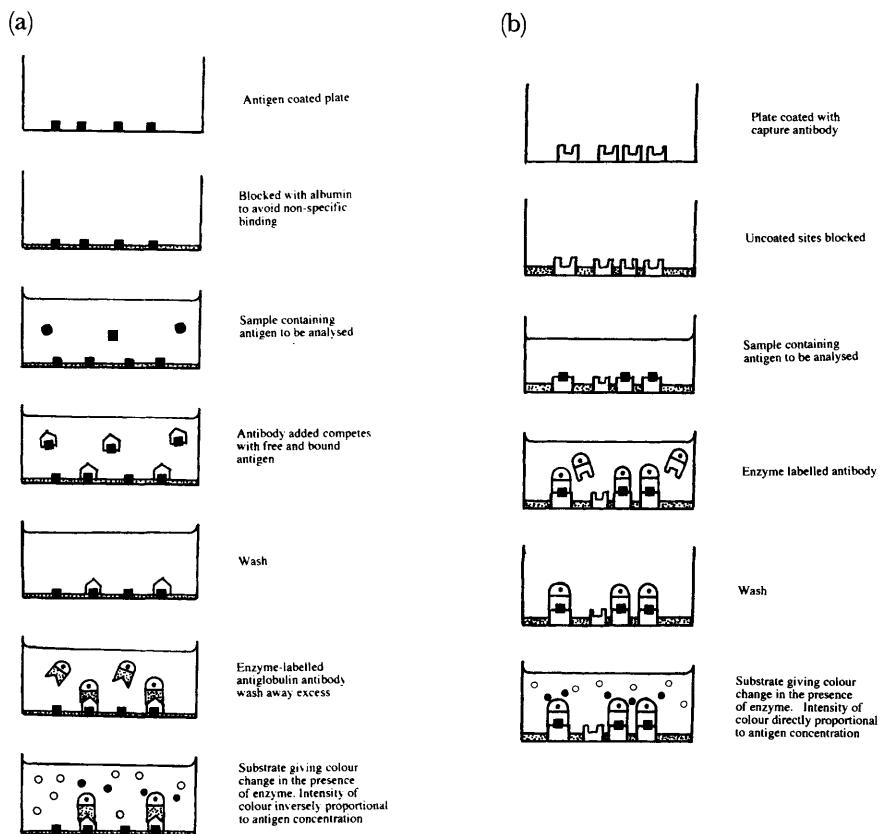 (a)
Antigen coated plate
Blocked with albumin
to avoid non-specific
binding
Sample containing
antigen to be analysed
Antibody added competes
with free and bound
antigen
Wash
Enzyme-labelled
antiglobulin antibody
wash away excess
Substrate giving colour
change in the presence
of enzyme. Intensity of
colour inversely proportional
to antigen concentration
(b)
Plate coated with
capture antibody
Uncoated sites blocked
Sample containing
antigen to be analysed
Enzyme labelled antibody
Wash
Substrate giving colour
change in the presence
of enzyme. Intensity of
colour directly proportional
to antigen concentration